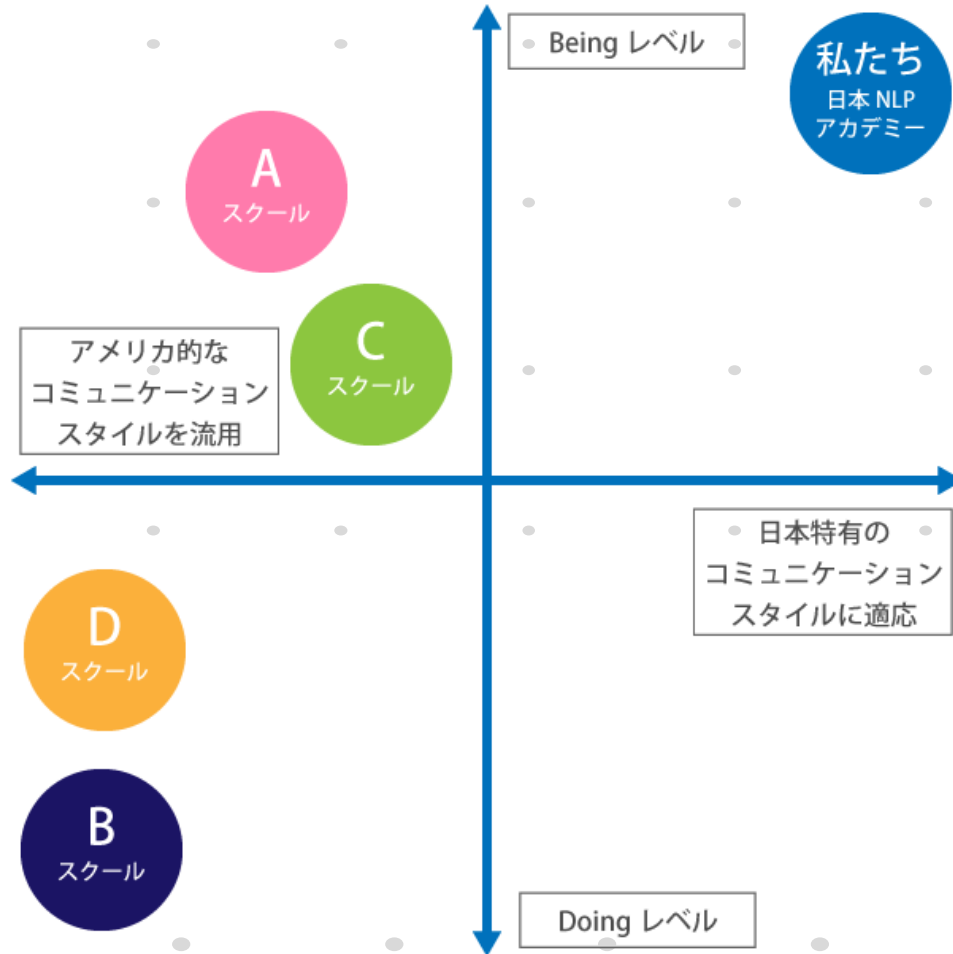 Being レベル
私たち
日本 NLP
アカデミー
A
スクール
C
スクール
アメリカ的な
コミュニケーション
スタイルを流用
日本特有の
コミュニケーション
スタイルに適応
D
スクール
B
スクール
Doing レベル